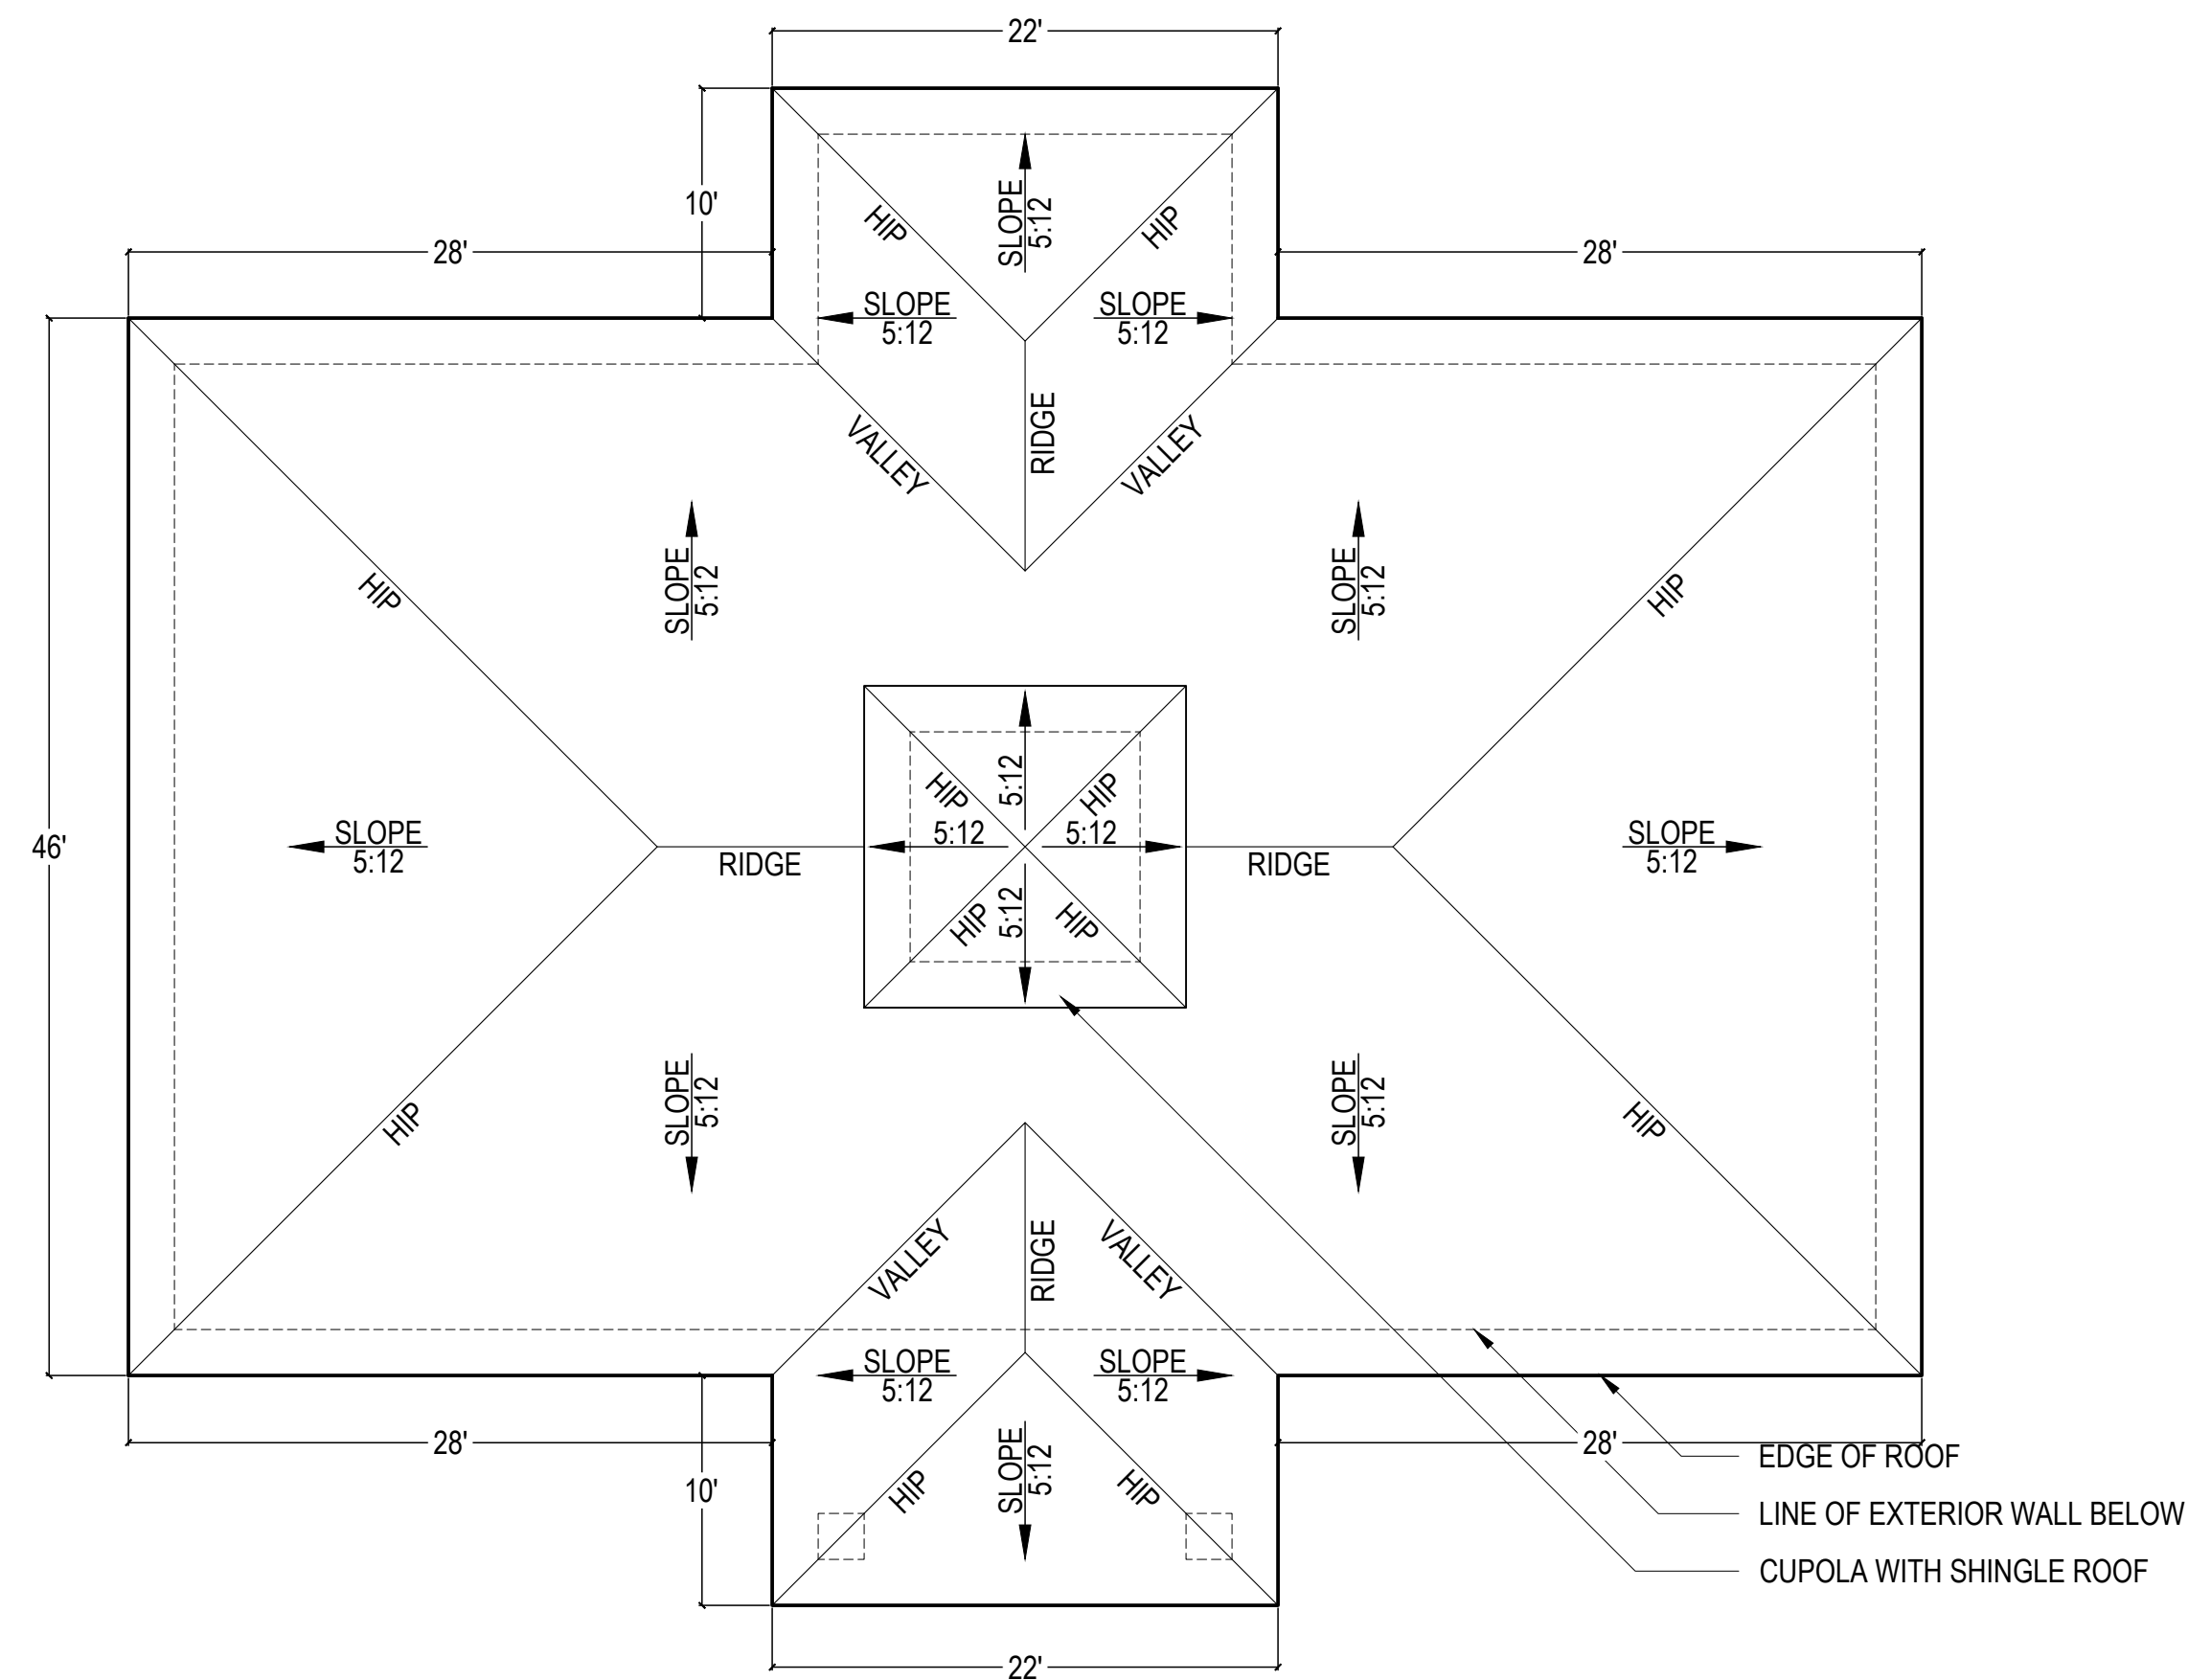 22'
10'
28'
28'
SLOPE
5:12
HIP
HIP
SLOPE
5:12
SLOPE
5:12
RIDGE
VALLEY
VALLEY
SLOPE
5:12
SLOPE
5:12
HIP
HIP
46'
SLOPE
5:12
RIDGE
HIP
5:12
HIP
5:12
5:12
HIP
5:12
HIP
RIDGE
SLOPE
5:12
SLOPE
5:12
SLOPE
5:12
HIP
HIP
VALLEY
RIDGE
VALLEY
SLOPE
5:12
SLOPE
5:12
28'
28'
10'
HIP
SLOPE
5:12
HIP
EDGE OF ROOF
LINE OF EXTERIOR WALL BELOW
CUPOLA WITH SHINGLE ROOF
22'